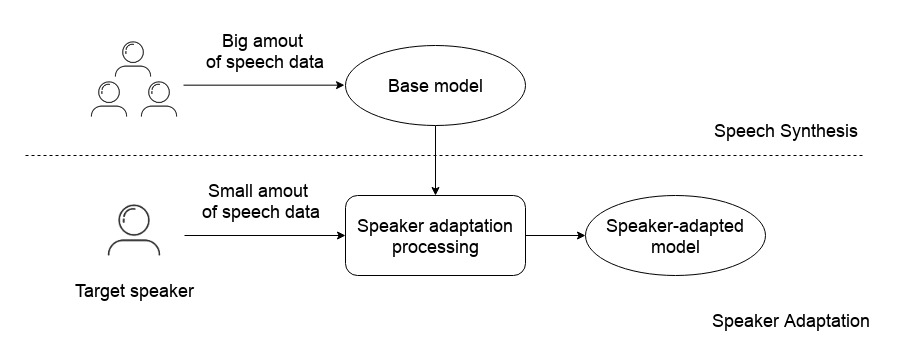 Big amout
of speech data
Base model
Speech Synthesis
Small amout
of speech data
Speaker adaptation
processing
Speaker-adapted
model
Target speaker
Speaker Adaptation